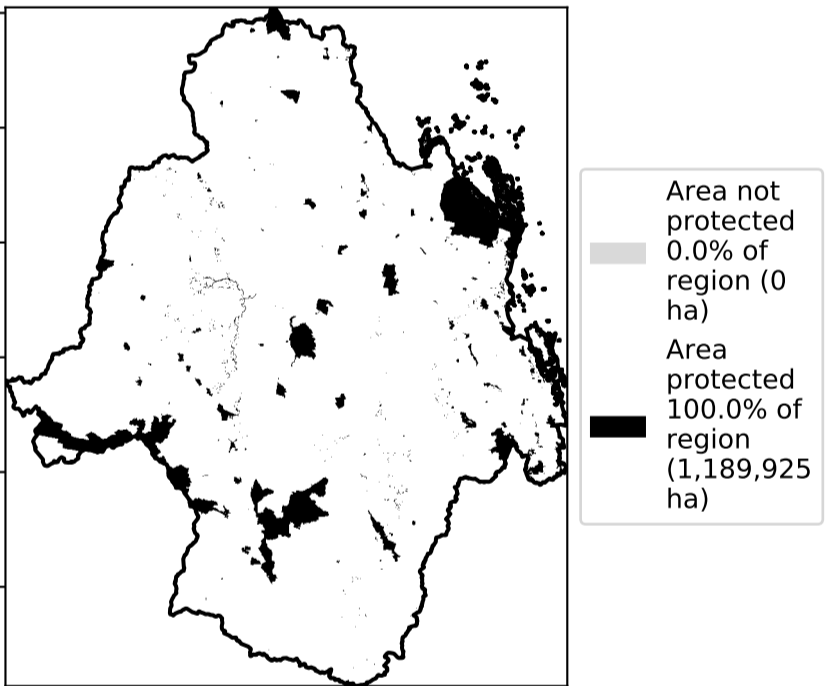 Area not
protected
0.0% of
region (0
ha)
Area
protected
100.0% of
region
(1,189,925
ha)